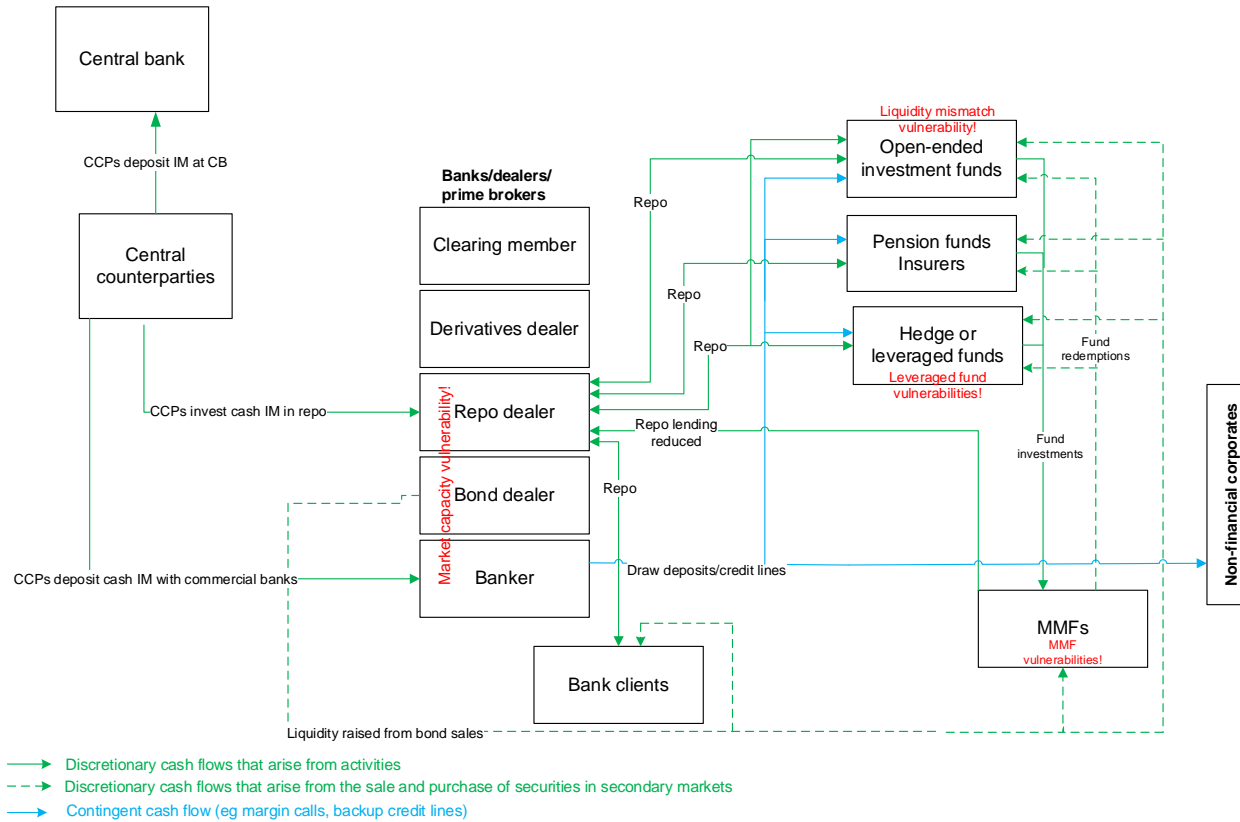 Central bank
CCPs deposit IM at CB
Central
counterparties
CCPs invest cash IM in repo
CCPs deposit cash IM with commercial banks
Banks/dealers/
prime brokers
Clearing member
Derivatives dealer
Repo dealer
Bond dealer
Banker
Market capacity vulnerability!
Repo
Repo
Repo
Repo lending
reduced
Repo
Draw deposits/credit lines
Bank clients
Liquidity raised from bond sales
Liquidity mismatch
vulnerability!
Open-ended
investment funds
Pension funds
Insurers
Hedge or
leveraged funds
Leveraged fund
vulnerabilities!
Fund
redemptions
Fund
investments
MMFs
MMF
vulnerabilities!
Non-financial corporates
Discretionary cash flows that arise from activities
Discretionary cash flows that arise from the sale and purchase of securities in secondary markets
Contingent cash flow (eg margin calls, backup credit lines)